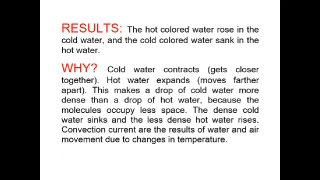 RESULTS: The hot colored water rose in the
cold water, and the cold colored water sank in the
hot water.
WHY? Cold water contracts (gets closer
together). Hot water expands (moves farther
apart). This makes a drop of cold water more
dense than a drop of hot water, because the
molecules occupy less space. The dense cold
water sinks and the less dense hot water rises.
Convection current are the results of water and air
movement due to changes in temperature.